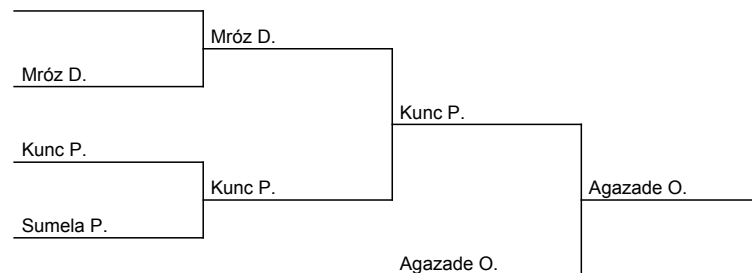 Mróz D.
Mróz D.
Kunc P.
Kunc P.
Kunc P.
Agazade O.
Sumela P.
Agazade O.